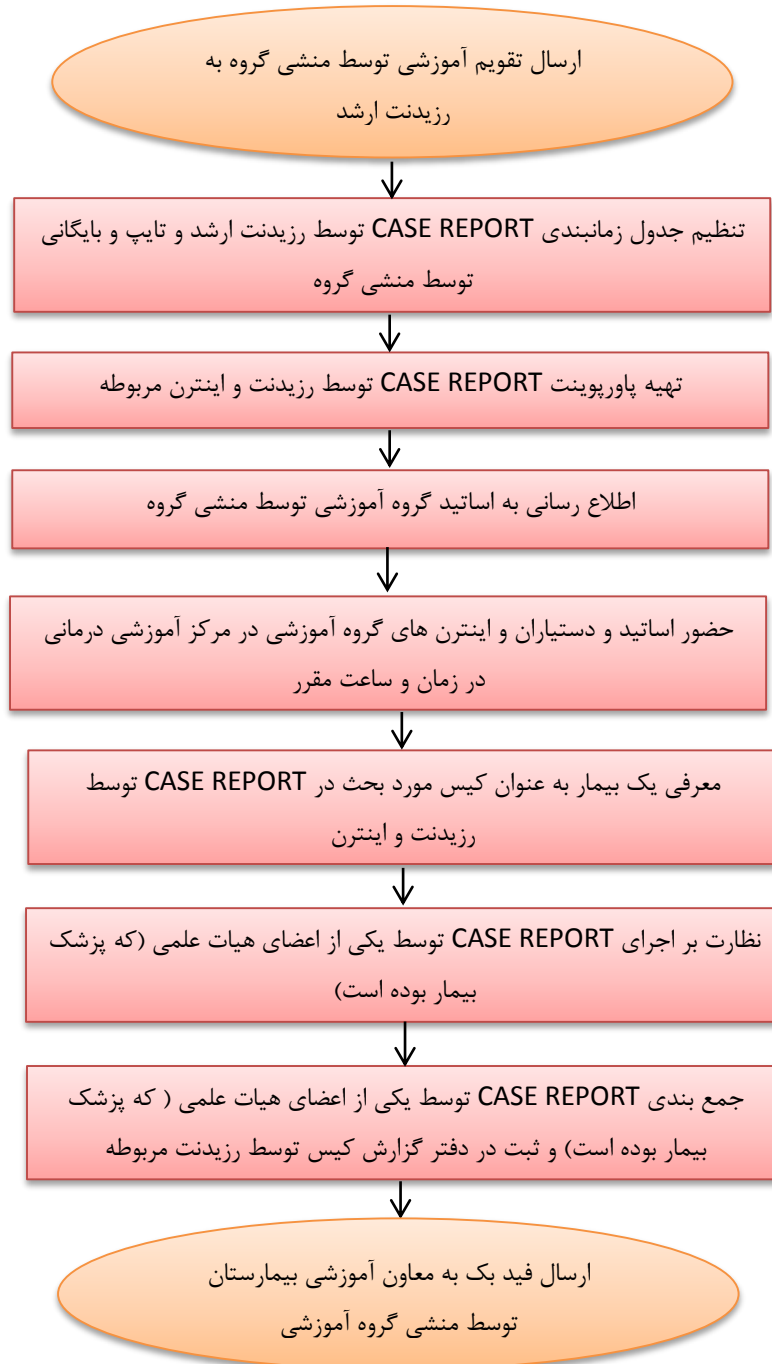 ارسال تقویم آموزشی توسط منشی گروه به
رزیدنت ارشد
تنظیم جدول زمانبندی CASE REPORT توسط رزیدنت ارشد و تایپ و بایگانی
توسط منشی گروه
تهیه پاورپوینت CASE REPORT توسط رزیدنت و اینترن مربوطه
اطلاع رسانی به اساتید گروه آموزشی توسط منشی گروه
حضور اساتید و دستیاران و اینترن های گروه آموزشی در مرکز آموزشی درمانی
در زمان و ساعت مقرر
معرفی یک بیمار به عنوان کیس مورد بحث در CASE REPORT توسط
رزیدنت و اینترن
نظارت بر اجرای CASE REPORT توسط یکی از اعضای هیات علمی (که پزشک
بیمار بوده است)
جمع بندی CASE REPORT توسط یکی از اعضای هیات علمی ( که پزشک
بیمار بوده است) و ثبت در دفتر گزارش کیس توسط رزیدنت مربوطه
ارسال فید بک به معاون آموزشی بیمارستان
توسط منشی گروه آموزشی